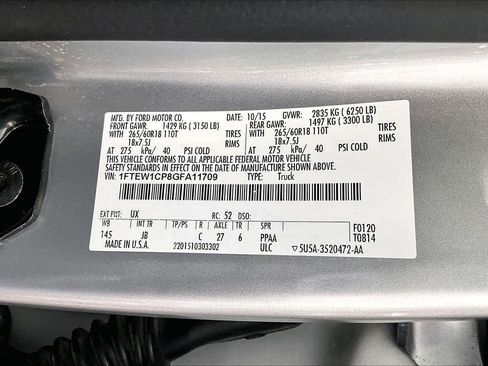 MFD. BY FORD MOTOR CO. 10/15 GVWR: 2835 KG ( 6250 LB)
FRONT GAWR: 1429 KG ( 3150 LB) REAR GAWR: 1497 KG ( 3300 LB)
WITH WITH
265/60R18 110T TIRES 265/60R18 110T TIRES
18x7.5J RIMS 18x7.5J RIMS
AT 275 kPa/ 40 PSI COLD AT 275 kPa/ 40 PSI COLD
THIS VEHICLE CONFORMS TO ALL APPLICABLE FEDERAL MOTOR VEHICLE
SAFETY STANDARDS IN EFFECT ON THE DATE OF MANUFACTURE SHOWN ABOVE.
VIN: 1FTEW1CP8GFA11709 TYPE: Truck
EXT PNT: UX RC: 52 DSO:
WB INT TR TP/PS R AXLE TR
145 JB C 27 6 PPAA F0120
MADE IN U.S.A. 2201510303302 ULC T0814
5U5A-3520472-AA